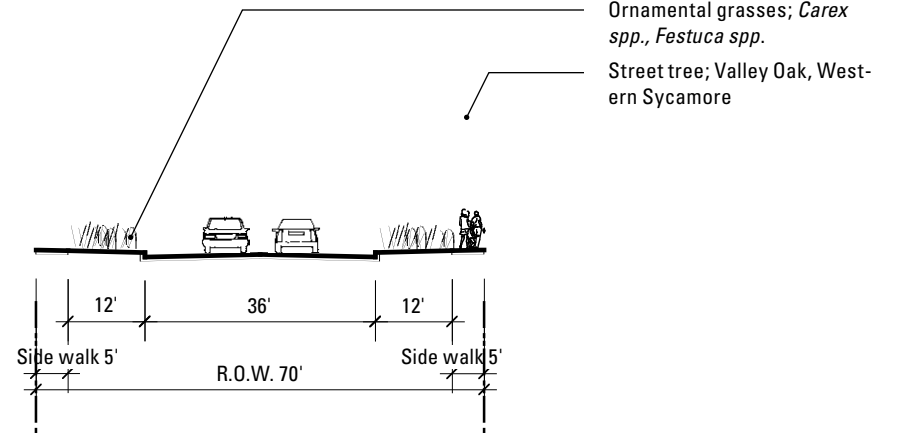 Ornamental grasses; Carex
spp., Festuca spp.
Street tree; Valley Oak, West-
ern Sycamore
12' 36' 12'
Side walk 5' Side walk 5'
R.O.W. 70'